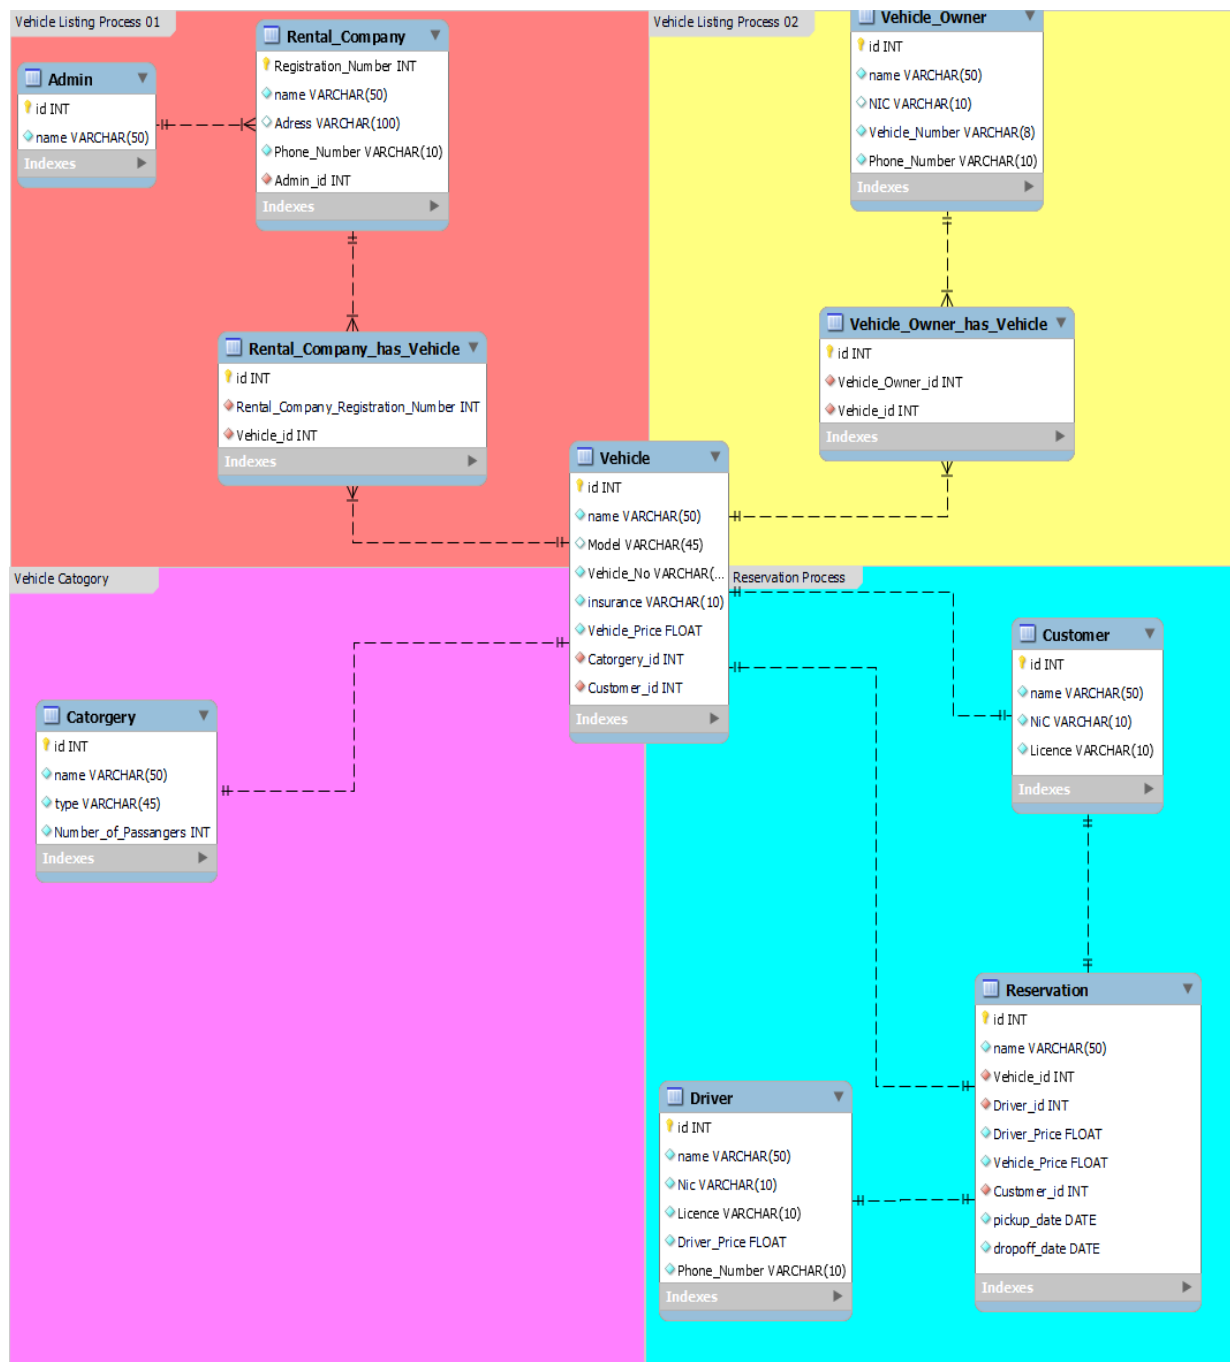 Vehicle Listing Process 01
Rental_Company
Registration_Number INT
name VARCHAR(50)
Adress VARCHAR(100)
Phone_Number VARCHAR(10)
Admin_id INT
Indexes
Admin
id INT
name VARCHAR(50)
Indexes
Rental_Company_has_Vehicle
id INT
Rental_Company_Registration_Number INT
Vehicle_id INT
Indexes
Vehicle Listing Process 02
Vehicle_Owner
id INT
name VARCHAR(50)
NIC VARCHAR(10)
Vehicle_Number VARCHAR(8)
Phone_Number VARCHAR(10)
Indexes
Vehicle_Owner_has_Vehicle
id INT
Vehicle_Owner_id INT
Vehicle_id INT
Indexes
Vehicle
id INT
name VARCHAR(50)
Model VARCHAR(45)
Vehicle_No VARCHAR(...
insurance VARCHAR(10)
Vehicle_Price FLOAT
Catorgery_id INT
Customer_id INT
Indexes
Vehicle Catogory
Catorgery
id INT
name VARCHAR(50)
type VARCHAR(45)
Number_of_Passangers INT
Indexes
Reservation Process
Customer
id INT
name VARCHAR(50)
NiC VARCHAR(10)
Licence VARCHAR(10)
Indexes
Reservation
id INT
name VARCHAR(50)
Vehicle_id INT
Driver_id INT
Driver_Price FLOAT
Vehicle_Price FLOAT
Customer_id INT
pickup_date DATE
dropoff_date DATE
Indexes
Driver
id INT
name VARCHAR(50)
Nic VARCHAR(10)
Licence VARCHAR(10)
Driver_Price FLOAT
Phone_Number VARCHAR(10)
Indexes